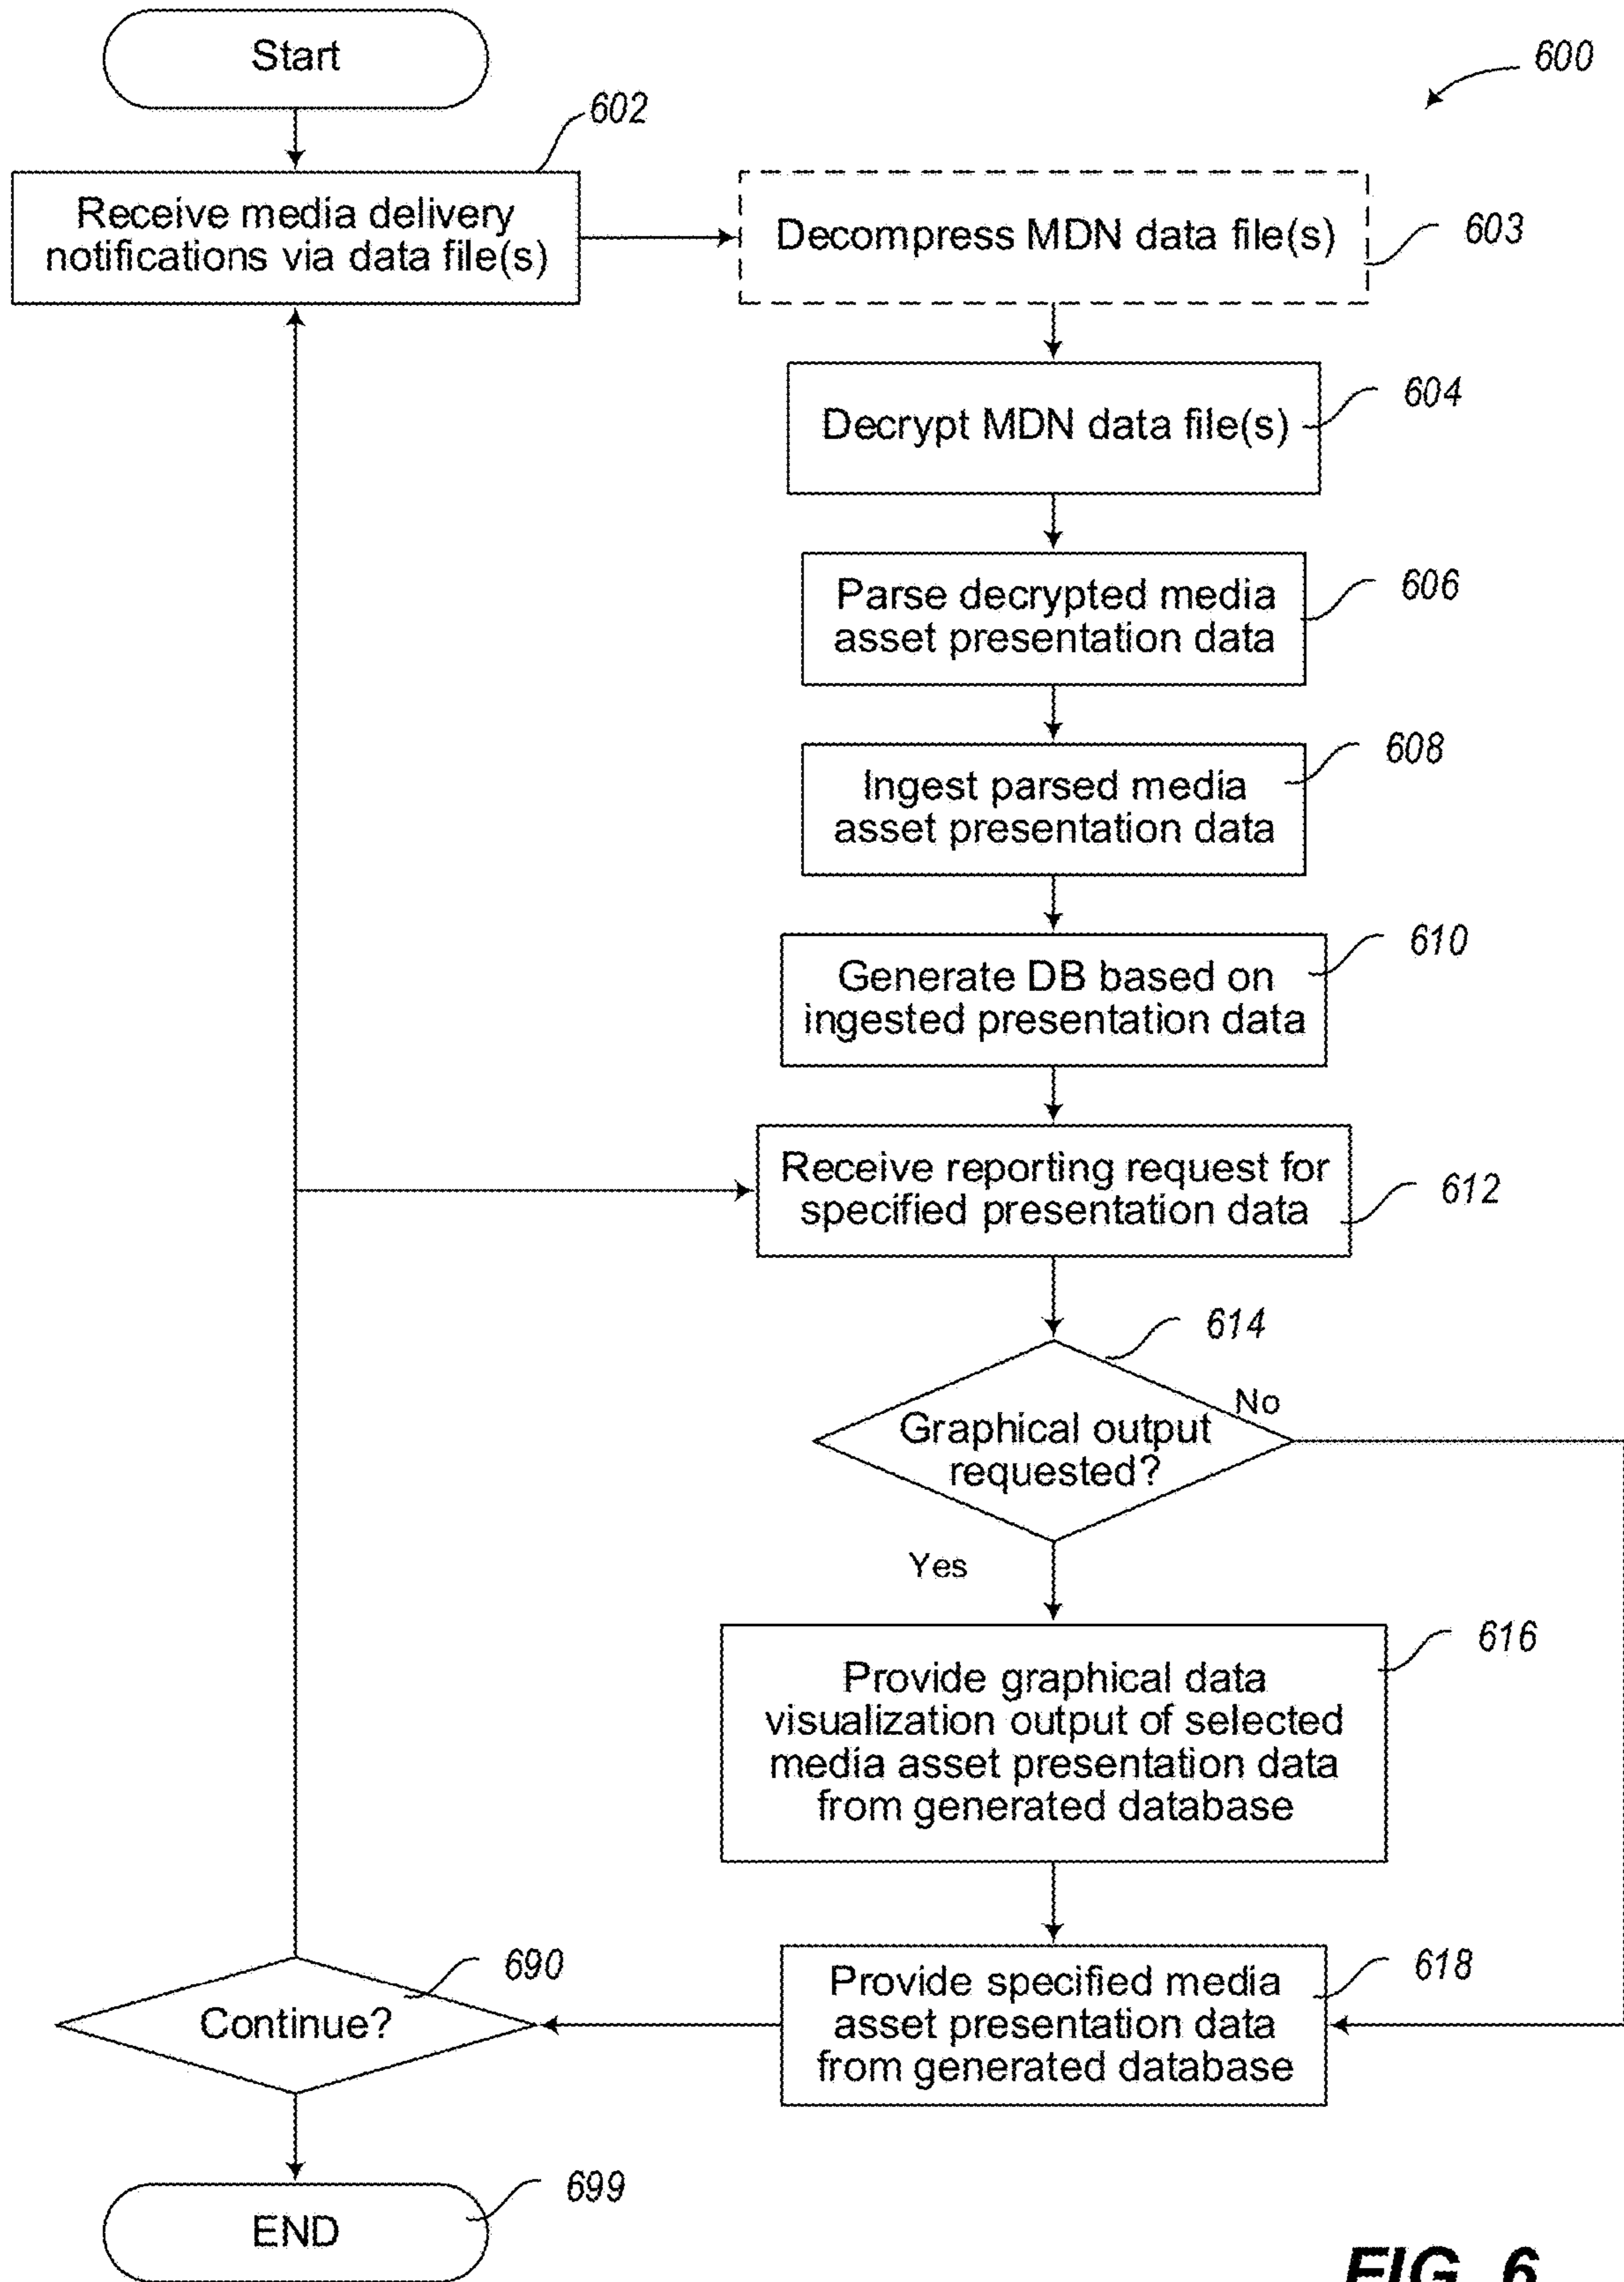 Start
600
602
Receive media delivery
notifications via data file(s)
Decompress MDN data file(s)
603
Decrypt MDN data file(s)
604
Parse decrypted media
asset presentation data
606
Ingest parsed media
asset presentation data
608
Generate DB based on
ingested presentation data
610
Receive reporting request for
specified presentation data
612
614
Graphical output
requested?
No
Yes
Provide graphical data
visualization output of selected
media asset presentation data
from generated database
616
Provide specified media
asset presentation data
from generated database
618
Continue?
690
END
699
FIG. 6